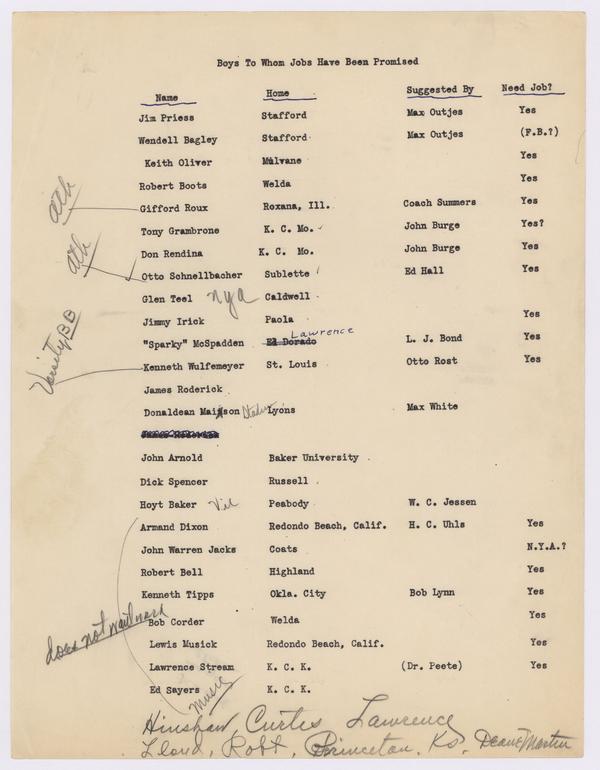 Boys To Whom Jobs Have Been Promised
Name Home Suggested By Need Job?
Jim Priess Stafford Max Outjes Yes
Wendell Bagley Stafford Max Outjes (F.B.?)
Keith Oliver Mulvane Yes
Robert Boots Welda Yes
ath Gifford Roux Roxana, Ill. Coach Summers Yes
Tony Grambrone K. C. Mo. John Burge Yes?
Don Rendina K. C. Mo. John Burge Yes
ath Otto Schnellbacher Sublette Ed Hall Yes
Glen Teel nya Caldwell
Jimmy Irick Paola Yes
"Sparky" McSpadden El Dorado Lawrence L. J. Bond Yes
Varsity BB Kenneth Wulfemeyer St. Louis Otto Rost Yes
James Roderick
Donaldean Maison Lyons Max White
John Arnold Baker University
Dick Spencer Russell
Hoyt Baker Peabody W. C. Jessen
Armand Dixon Redondo Beach, Calif. H. C. Uhls Yes
John Warren Jacks Coats N.Y.A.?
Robert Bell Highland Yes
Kenneth Tipps Okla. City Bob Lynn Yes
does not want work Bob Corder Welda Yes
Lewis Musick Redondo Beach, Calif. Yes
Lawrence Stream K. C. K. (Dr. Peete) Yes
Ed Sayers Music K. C. K.
Hinshaw, Curtis Lawrence
Lloyd, Robt, Princeton, Ks. Deane Martin